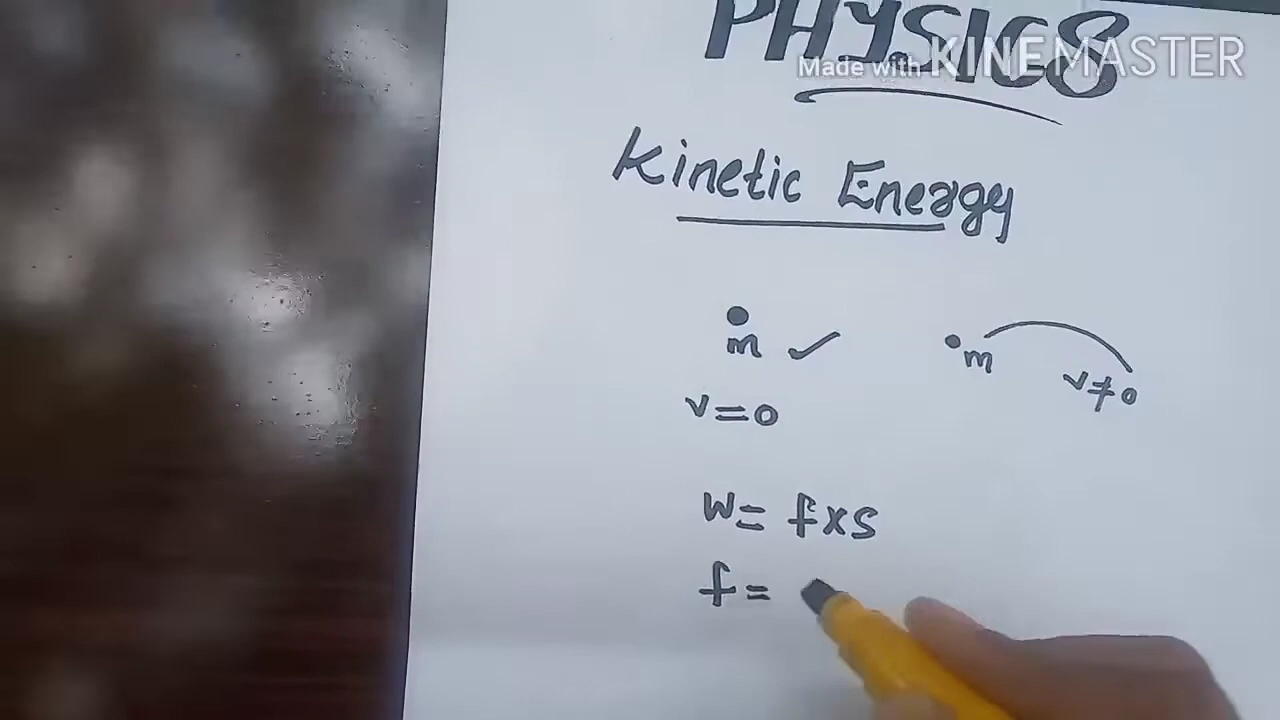 PHYSICS
Made with KINEMASTER
Kinetic Energy
m ✓ m
v≠0
v=0
W= f×s
f=